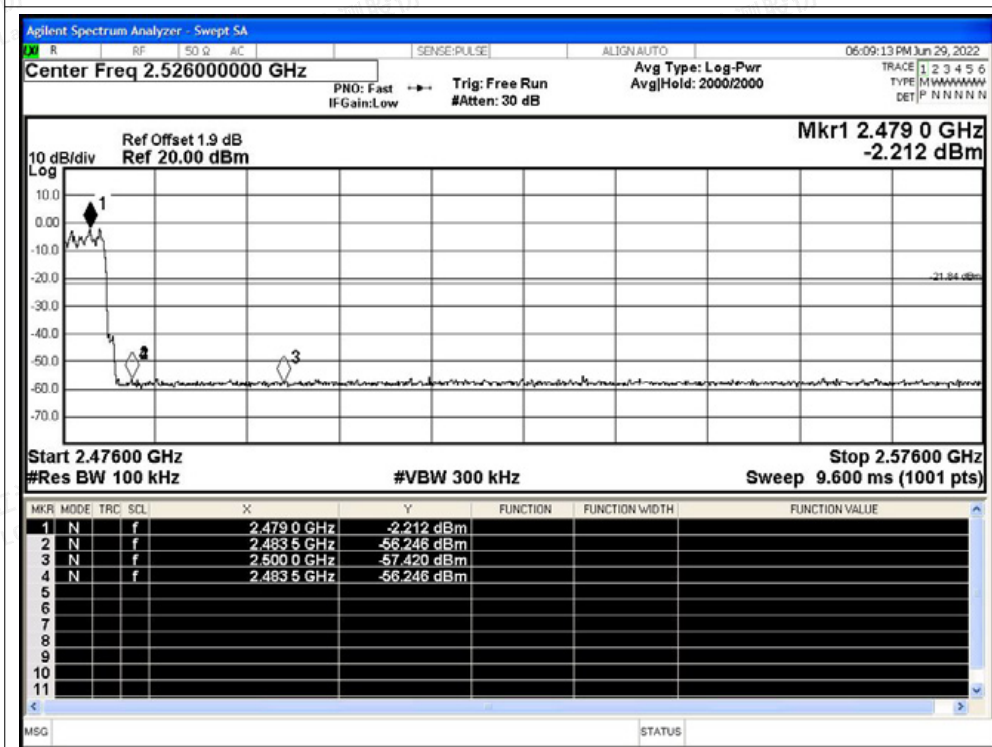 Agilent Spectrum Analyzer - Swept SA
R RF 50 Ω AC SENSE:PULSE ALIGN AUTO 06:09:13 PM Jun 29, 2022
Center Freq 2.526000000 GHz
PNO: Fast Trig: Free Run Avg Type: Log-Pwr TRACE 1 2 3 4 5 6
IFGain:Low #Atten: 30 dB Avg|Hold: 2000/2000 TYPE M W W W W W
DET P N N N N N
Ref Offset 1.9 dB Mkr1 2.479 0 GHz
10 dB/div Ref 20.00 dBm -2.212 dBm
Log
10.0
1
0.00
-10.0
-20.0 -21.84 dBm
-30.0
-40.0
-50.0 3
-60.0
-70.0
Start 2.47600 GHz Stop 2.57600 GHz
#Res BW 100 kHz #VBW 300 kHz Sweep 9.600 ms (1001 pts)
MKR MODE TRC SCL X Y FUNCTION FUNCTION WIDTH FUNCTION VALUE
1 N f 2.479 0 GHz -2.212 dBm
2 N f 2.483 5 GHz -56.246 dBm
3 N f 2.500 0 GHz -57.420 dBm
4 N f 2.483 5 GHz -56.246 dBm
5
6
7
8
9
10
11
MSG STATUS